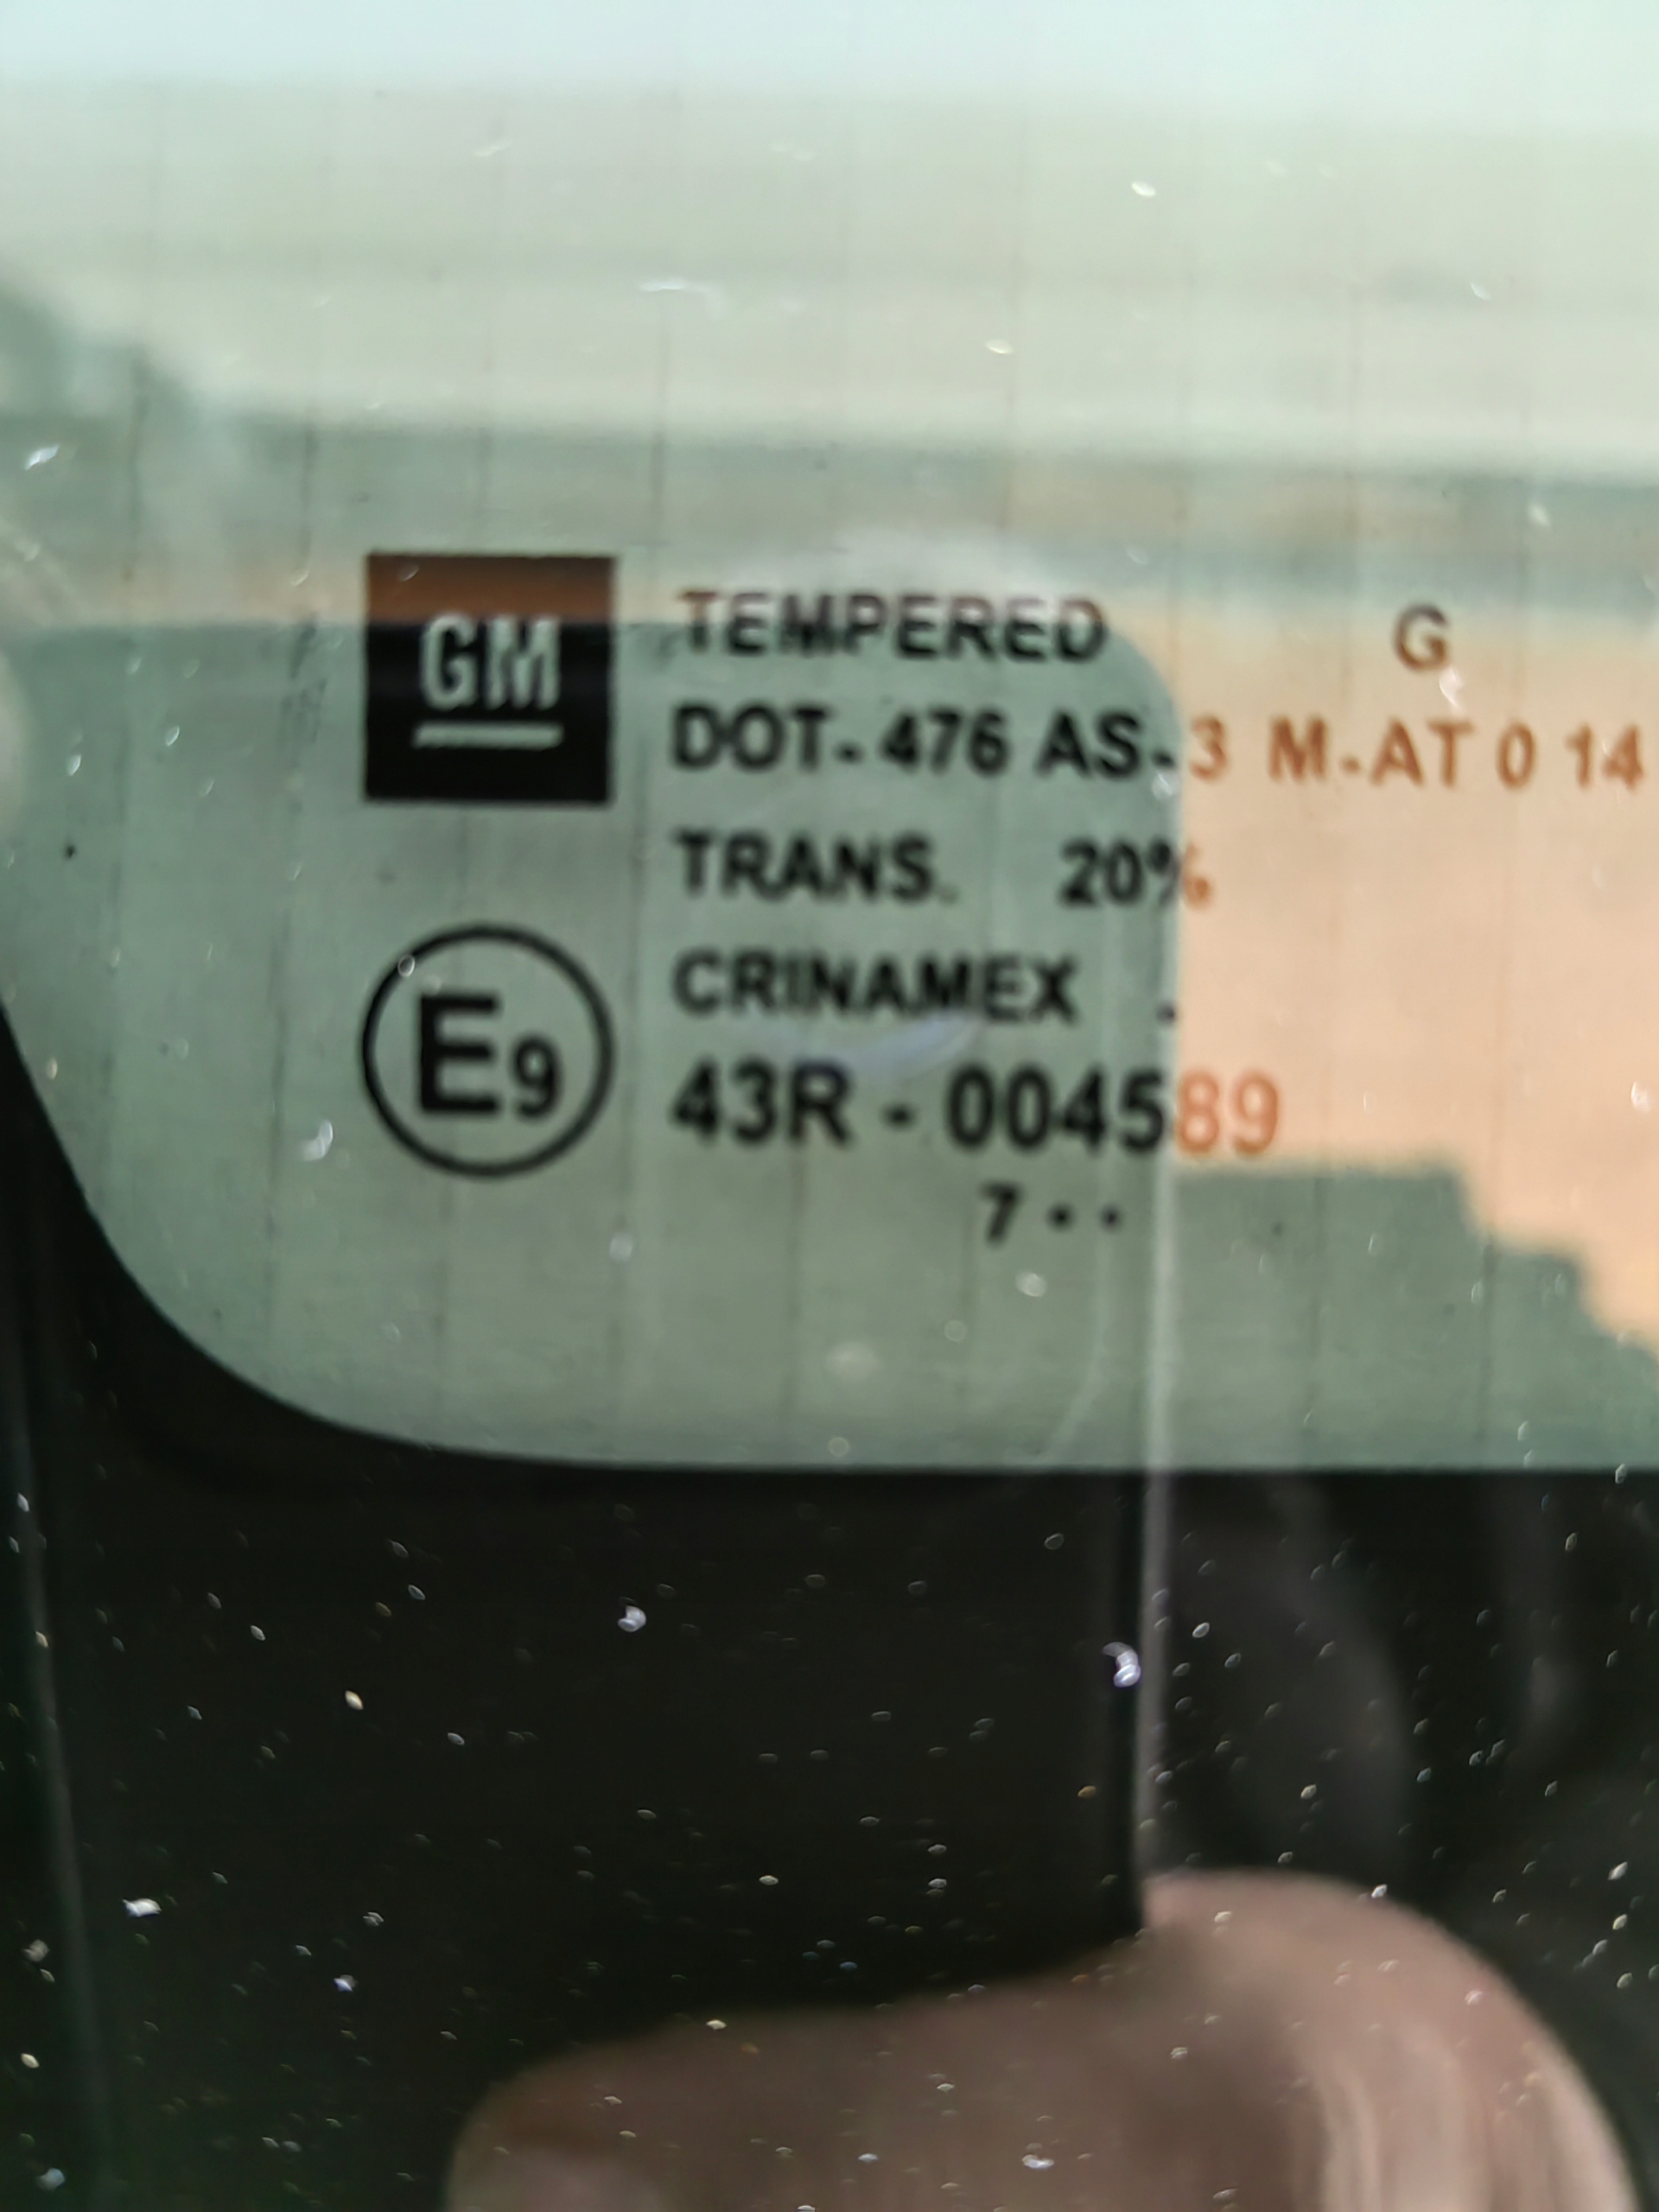 GM
TEMPERED G
DOT-476 AS-3 M-AT 0 14
TRANS. 20%
CRINAMEX .
E9
43R - 004589
7 • •